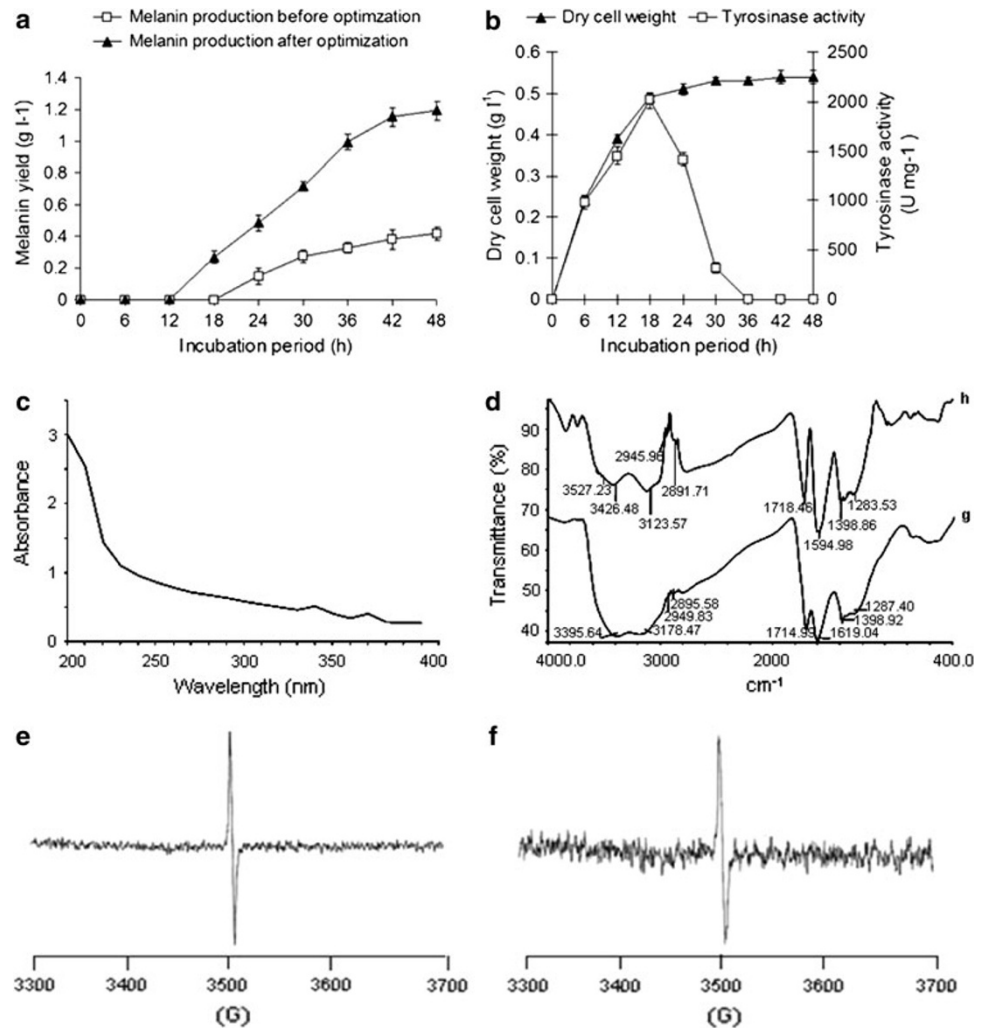 a
Melanin production before optimzation
Melanin production after optimization
Melanin yield (g l-1)
1.4
1.2
1
0.8
0.6
0.4
0.2
0
0 6 12 18 24 30 36 42 48
Incubation period (h)
b
Dry cell weight
Tyrosinase activity
Dry cell weight (g l¹)
0.6
0.5
0.4
0.3
0.2
0.1
0
2500
2000
1500
1000
500
0
Tyrosinase activity
(U mg-1)
0 6 12 18 24 30 36 42 48
Incubation period (h)
c
Absorbance
3
2
1
0
200 250 300 350 400
Wavelength (nm)
d
Transmittance (%)
90
80
70
60
50
40
h
2945.96
3527.23
3426.48
2891.71
3123.57
1718.46
1283.53
1398.86
1594.98
g
2895.58
2949.83
3395.64
3178.47
1287.40
1398.92
1714.99
1619.04
4000.0 3000 2000 400.0
cm⁻¹
e
3300 3400 3500 3600 3700
(G)
f
3300 3400 3500 3600 3700
(G)